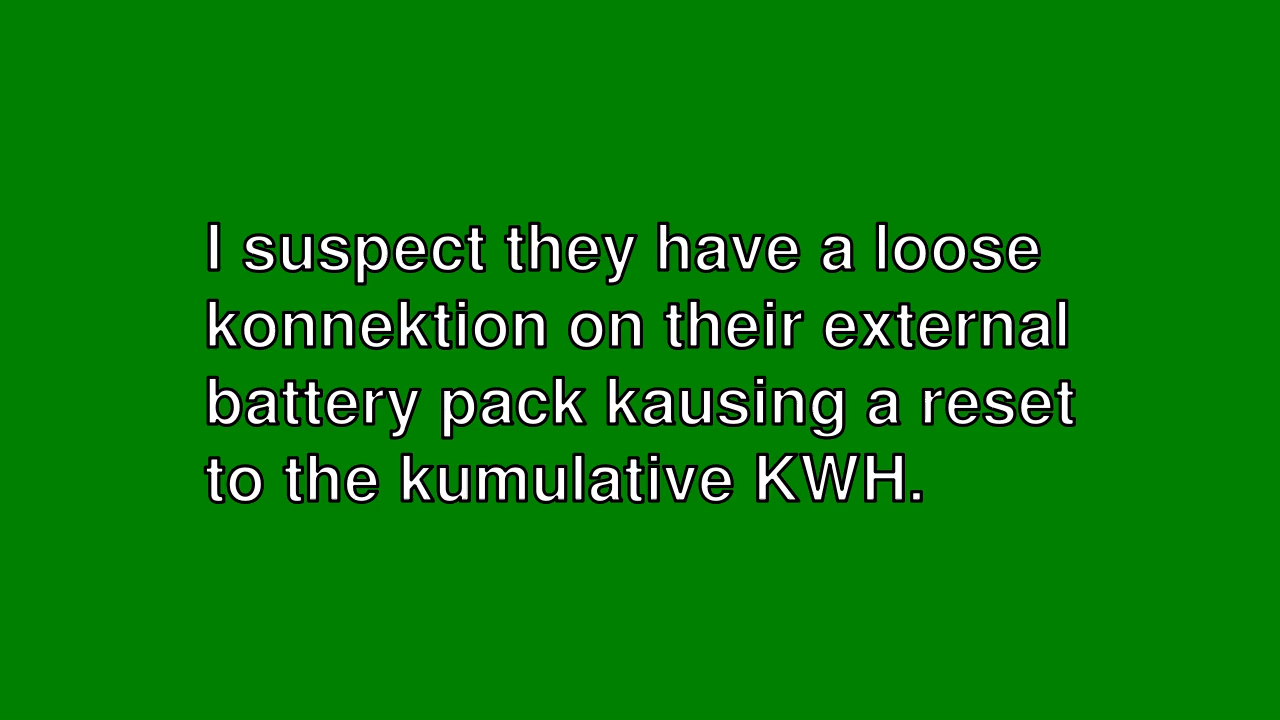 I suspect they have a loose
konnektion on their external
battery pack kausing a reset
to the kumulative KWH.